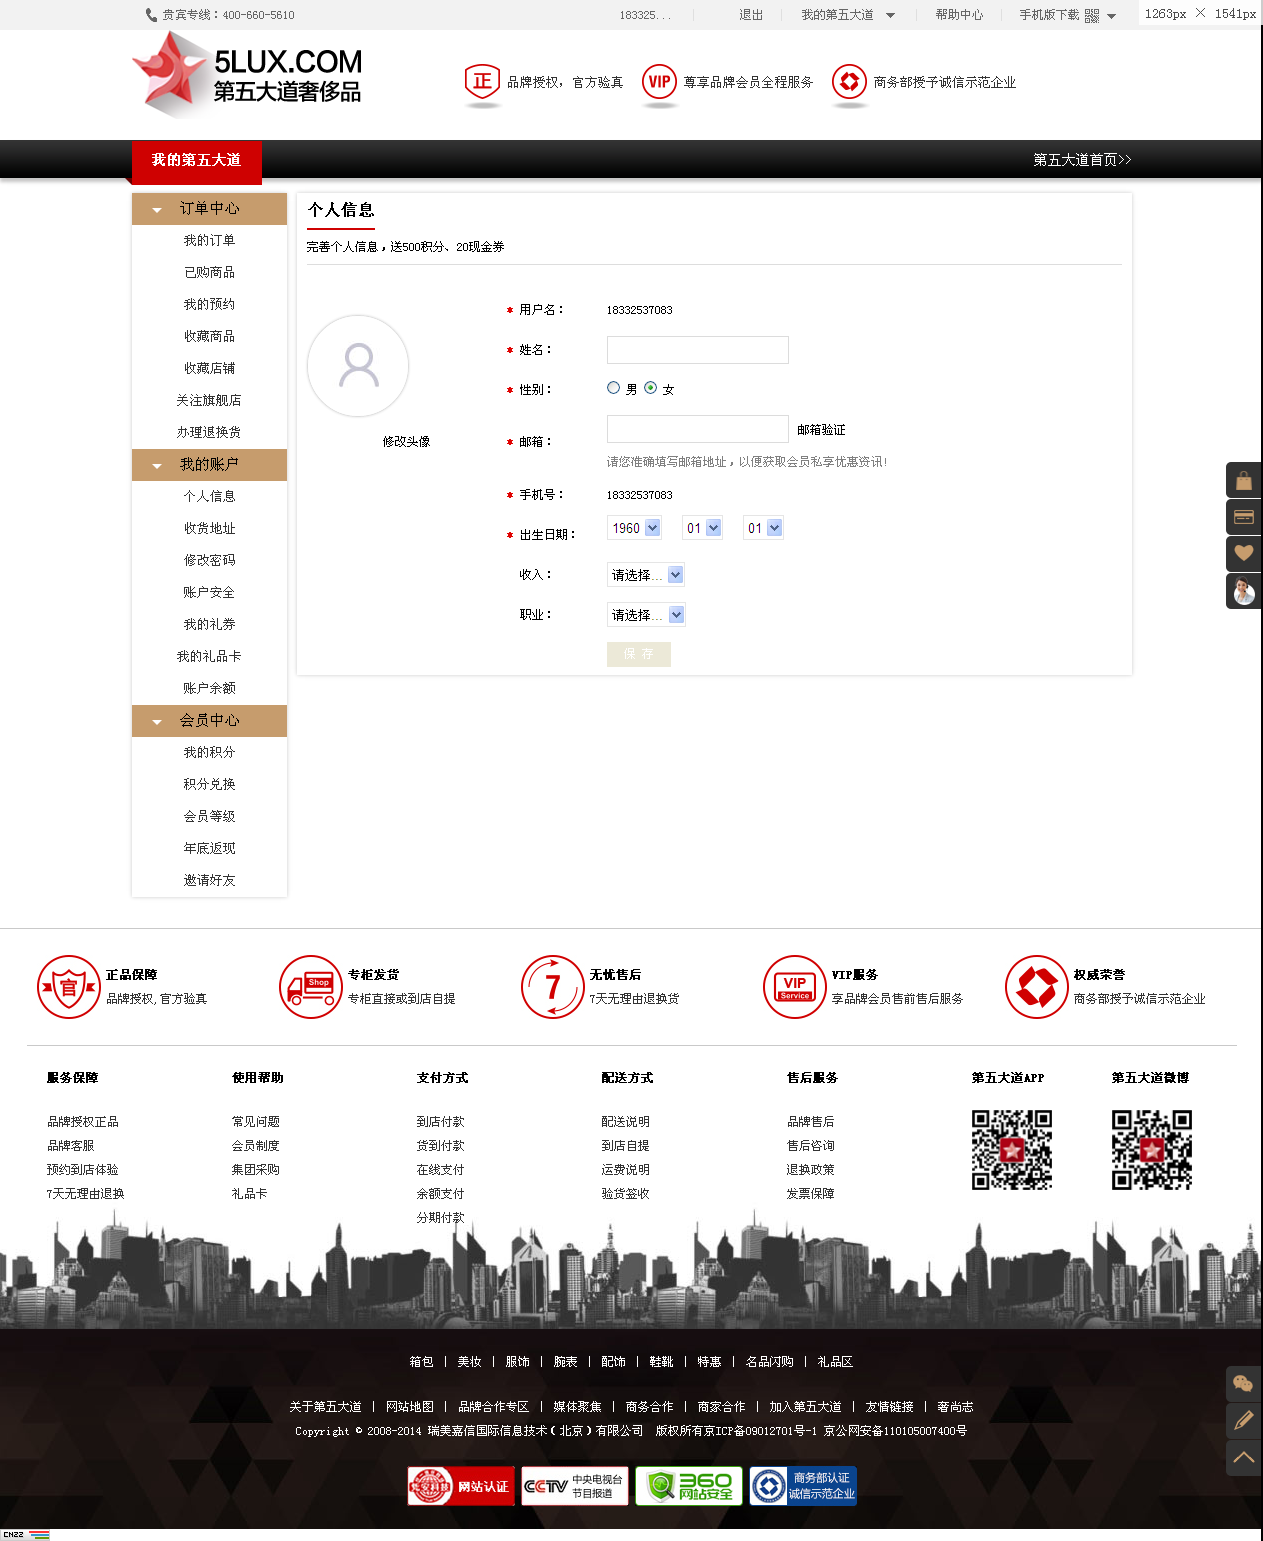 贵宾专线：400-660-5610
183325... 退出 我的第五大道 帮助中心 手机版下载
1263px × 1541px
5LUX.COM
第五大道奢侈品
正 品牌授权，官方验真 VIP 尊享品牌会员全程服务 商务部授予诚信示范企业
我的第五大道 第五大道首页>>
订单中心
我的订单
已购商品
我的预约
收藏商品
收藏店铺
关注旗舰店
办理退换货
我的账户
个人信息
收货地址
修改密码
账户安全
我的礼券
我的礼品卡
账户余额
会员中心
我的积分
积分兑换
会员等级
年底返现
邀请好友
个人信息
完善个人信息，送500积分、20现金券
修改头像
* 用户名： 18332537083
* 姓名：
* 性别： 男 女
* 邮箱： 邮箱验证
请您准确填写邮箱地址，以便获取会员私享优惠资讯!
* 手机号： 18332537083
* 出生日期： 1960 01 01
收入： 请选择...
职业： 请选择...
保 存
官 正品保障
品牌授权,官方验真
Shop 专柜发货
专柜直接或到店自提
7 无忧售后
7天无理由退换货
VIP Service VIP服务
享品牌会员售前售后服务
权威荣誉
商务部授予诚信示范企业
服务保障
品牌授权正品
品牌客服
预约到店体验
7天无理由退换
使用帮助
常见问题
会员制度
集团采购
礼品卡
支付方式
到店付款
货到付款
在线支付
余额支付
分期付款
配送方式
配送说明
到店自提
运费说明
验货签收
售后服务
品牌售后
售后咨询
退换政策
发票保障
第五大道APP
第五大道微博
箱包 | 美妆 | 服饰 | 腕表 | 配饰 | 鞋靴 | 特惠 | 名品闪购 | 礼品区
关于第五大道 | 网站地图 | 品牌合作专区 | 媒体聚焦 | 商务合作 | 商家合作 | 加入第五大道 | 友情链接 | 奢尚志
Copyright © 2008-2014 瑞美嘉信国际信息技术（北京）有限公司 版权所有京ICP备09012701号-1 京公网安备110105007400号
网站认证
CCTV 中央电视台
节目报道
360
网站安全
商务部认证
诚信示范企业
CNZZ